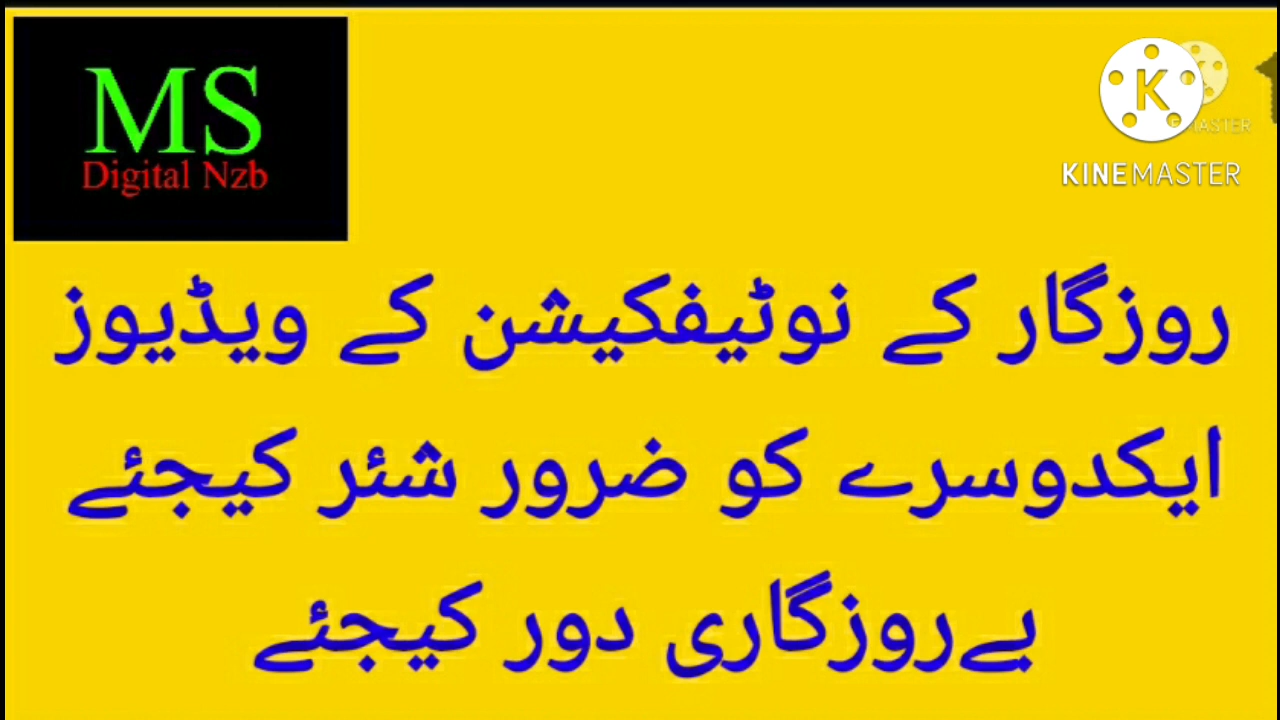 MS
Digital Nzb
KINEMASTER
روزگار کے نوٹیفکیشن کے ویڈیوز
ایکدوسرے کو ضرور شئر کیجئے
بےروزگاری دور کیجئے